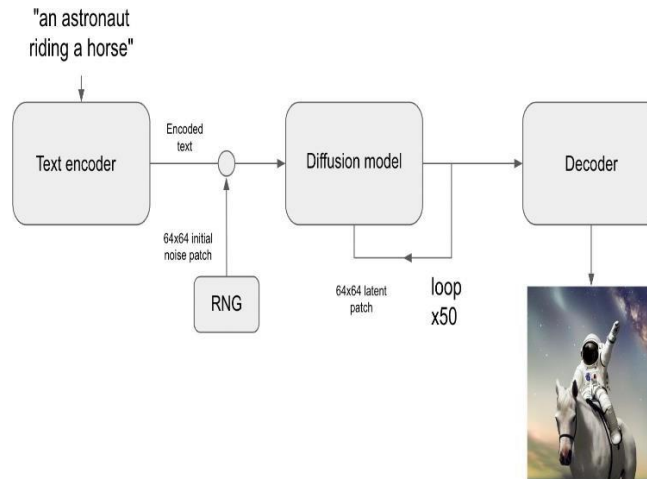 "an astronaut
riding a horse"
Text encoder
Encoded
text
64x64 initial
noise patch
RNG
Diffusion model
64x64 latent
patch
loop
x50
Decoder